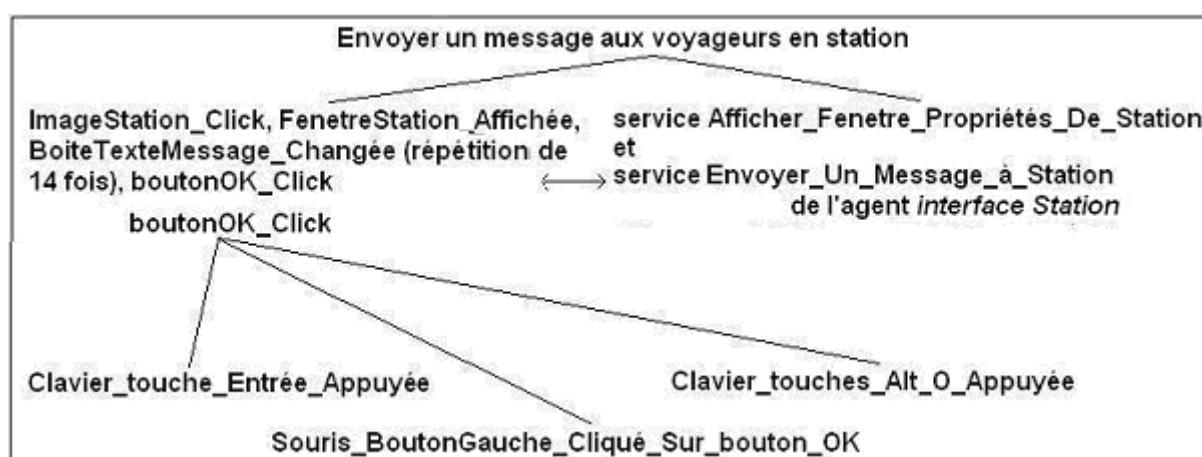 Envoyer un message aux voyageurs en station
ImageStation_Click, FenetreStation_Affichée,
BoiteTexteMessage_Changée (répétition de
14 fois), boutonOK_Click
service Afficher_Fenetre_Propriétés_De_Station
et
service Envoyer_Un_Message_à_Station
de l'agent interface Station
boutonOK_Click
Clavier_touche_Entrée_Appuyée
Clavier_touches_Alt_O_Appuyée
Souris_BoutonGauche_Cliqué_Sur_bouton_OK